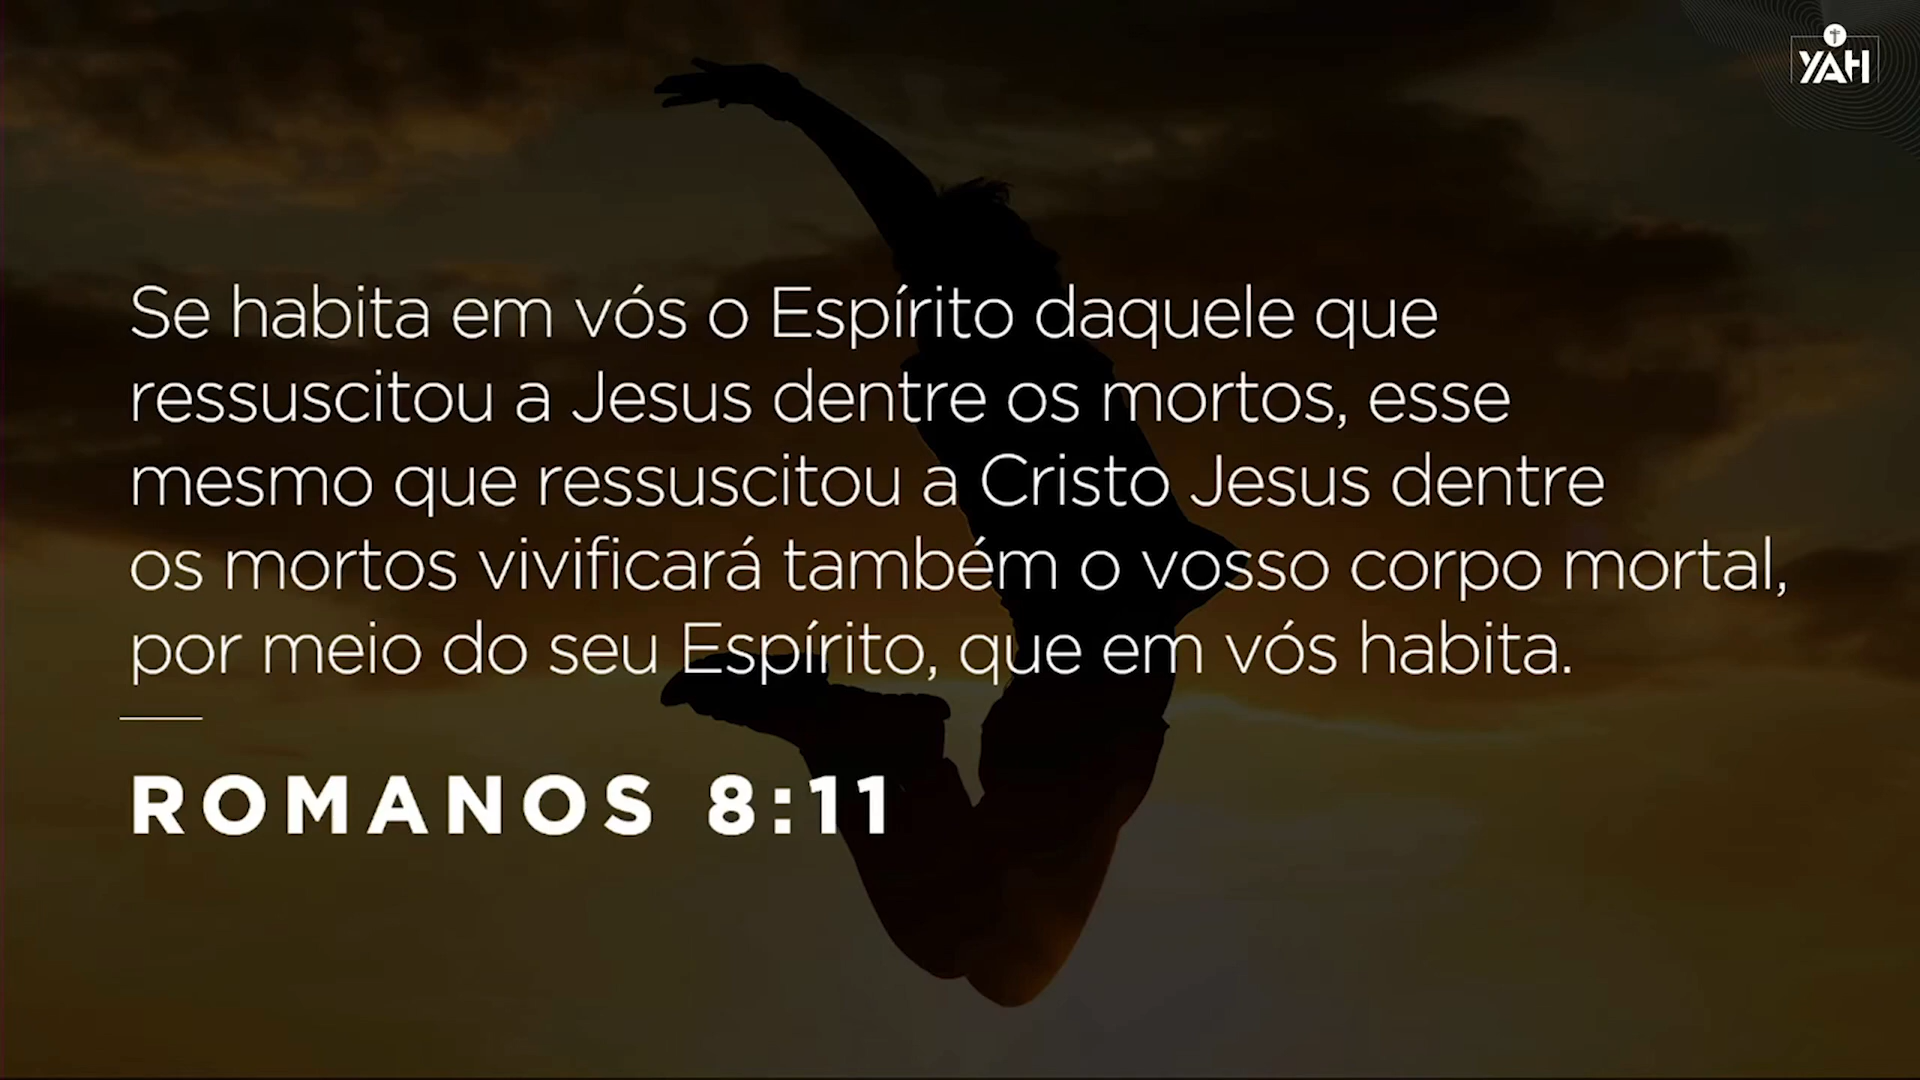 YAH
Se habita em vós o Espírito daquele que
ressuscitou a Jesus dentre os mortos, esse
mesmo que ressuscitou a Cristo Jesus dentre
os mortos vivificará também o vosso corpo mortal,
por meio do seu Espírito, que em vós habita.
ROMANOS 8:11